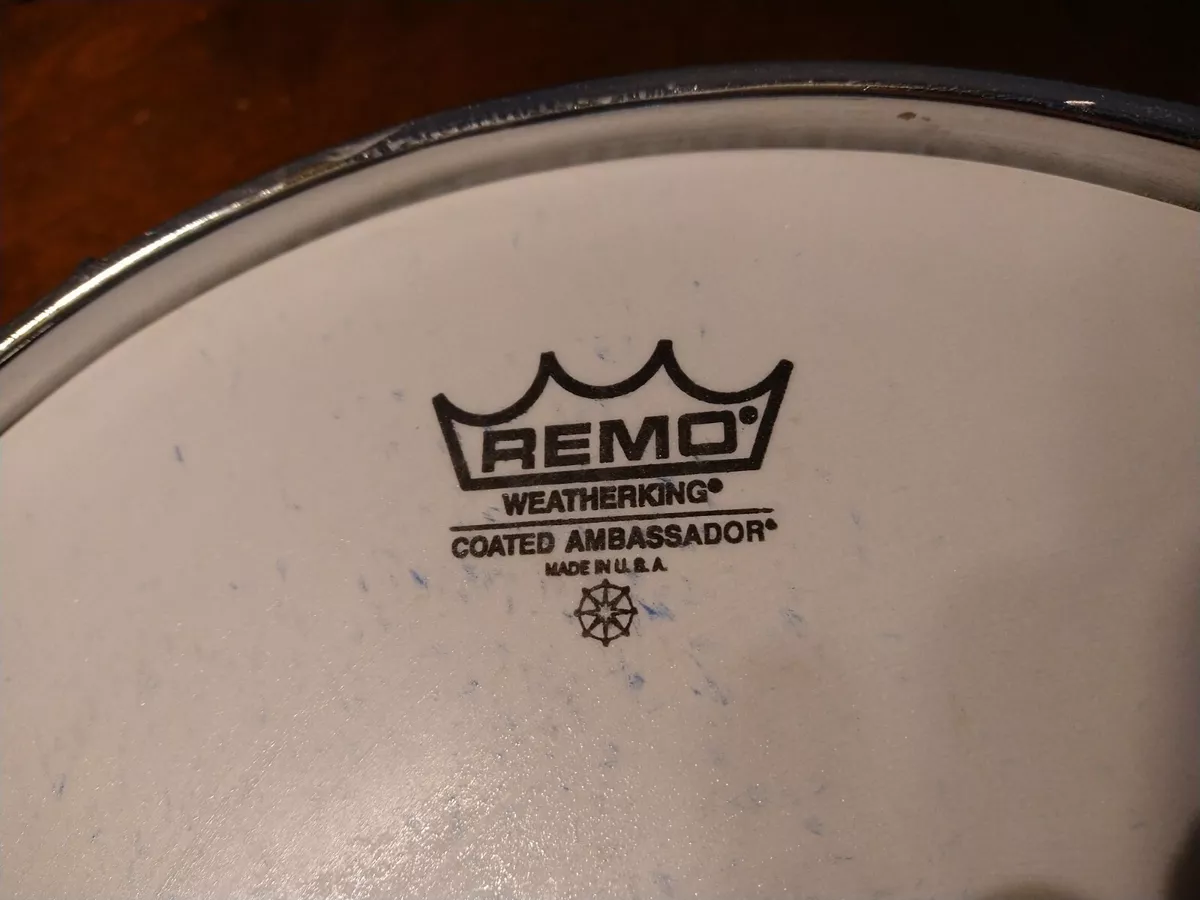 REMO®
WEATHERKING®
COATED AMBASSADOR®
MADE IN U.S.A.